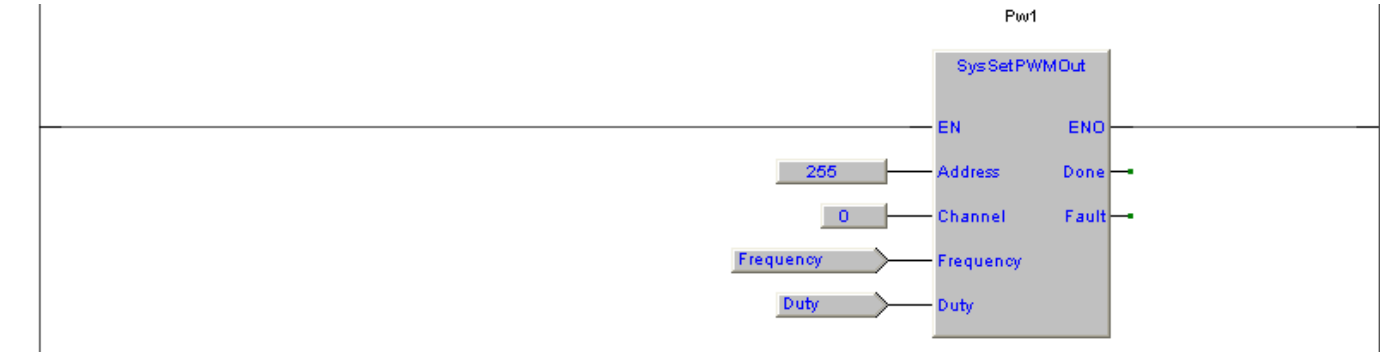 Pw1
SysSetPWMOut
EN ENO
255 Address Done
0 Channel Fault
Frequency Frequency
Duty Duty